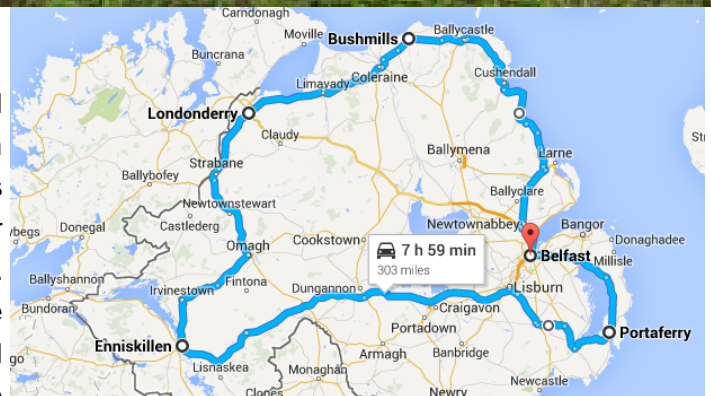 Carndonagh
Moville
Bushmills
Ballycastle
Buncrana
Cushendall
Limavady
Coleraine
Londonderry
Claudy
Ballymena
Larne
Strabane
Ballybofey
Ballyclare
Newtownstewart
Donegal
Castlederg
Newtownabbey
Bangor
Donaghadee
Cookstown
Omagh
7 h 59 min
303 miles
Belfast
Millisle
Ballyshannon
Irvinestown
Fintona
Dungannon
Lisburn
Bundoran
Craigavon
Portadown
Portaferry
Enniskillen
Armagh
Banbridge
Lisnaskea
Monaghan
Newcastle
Clones
Newry